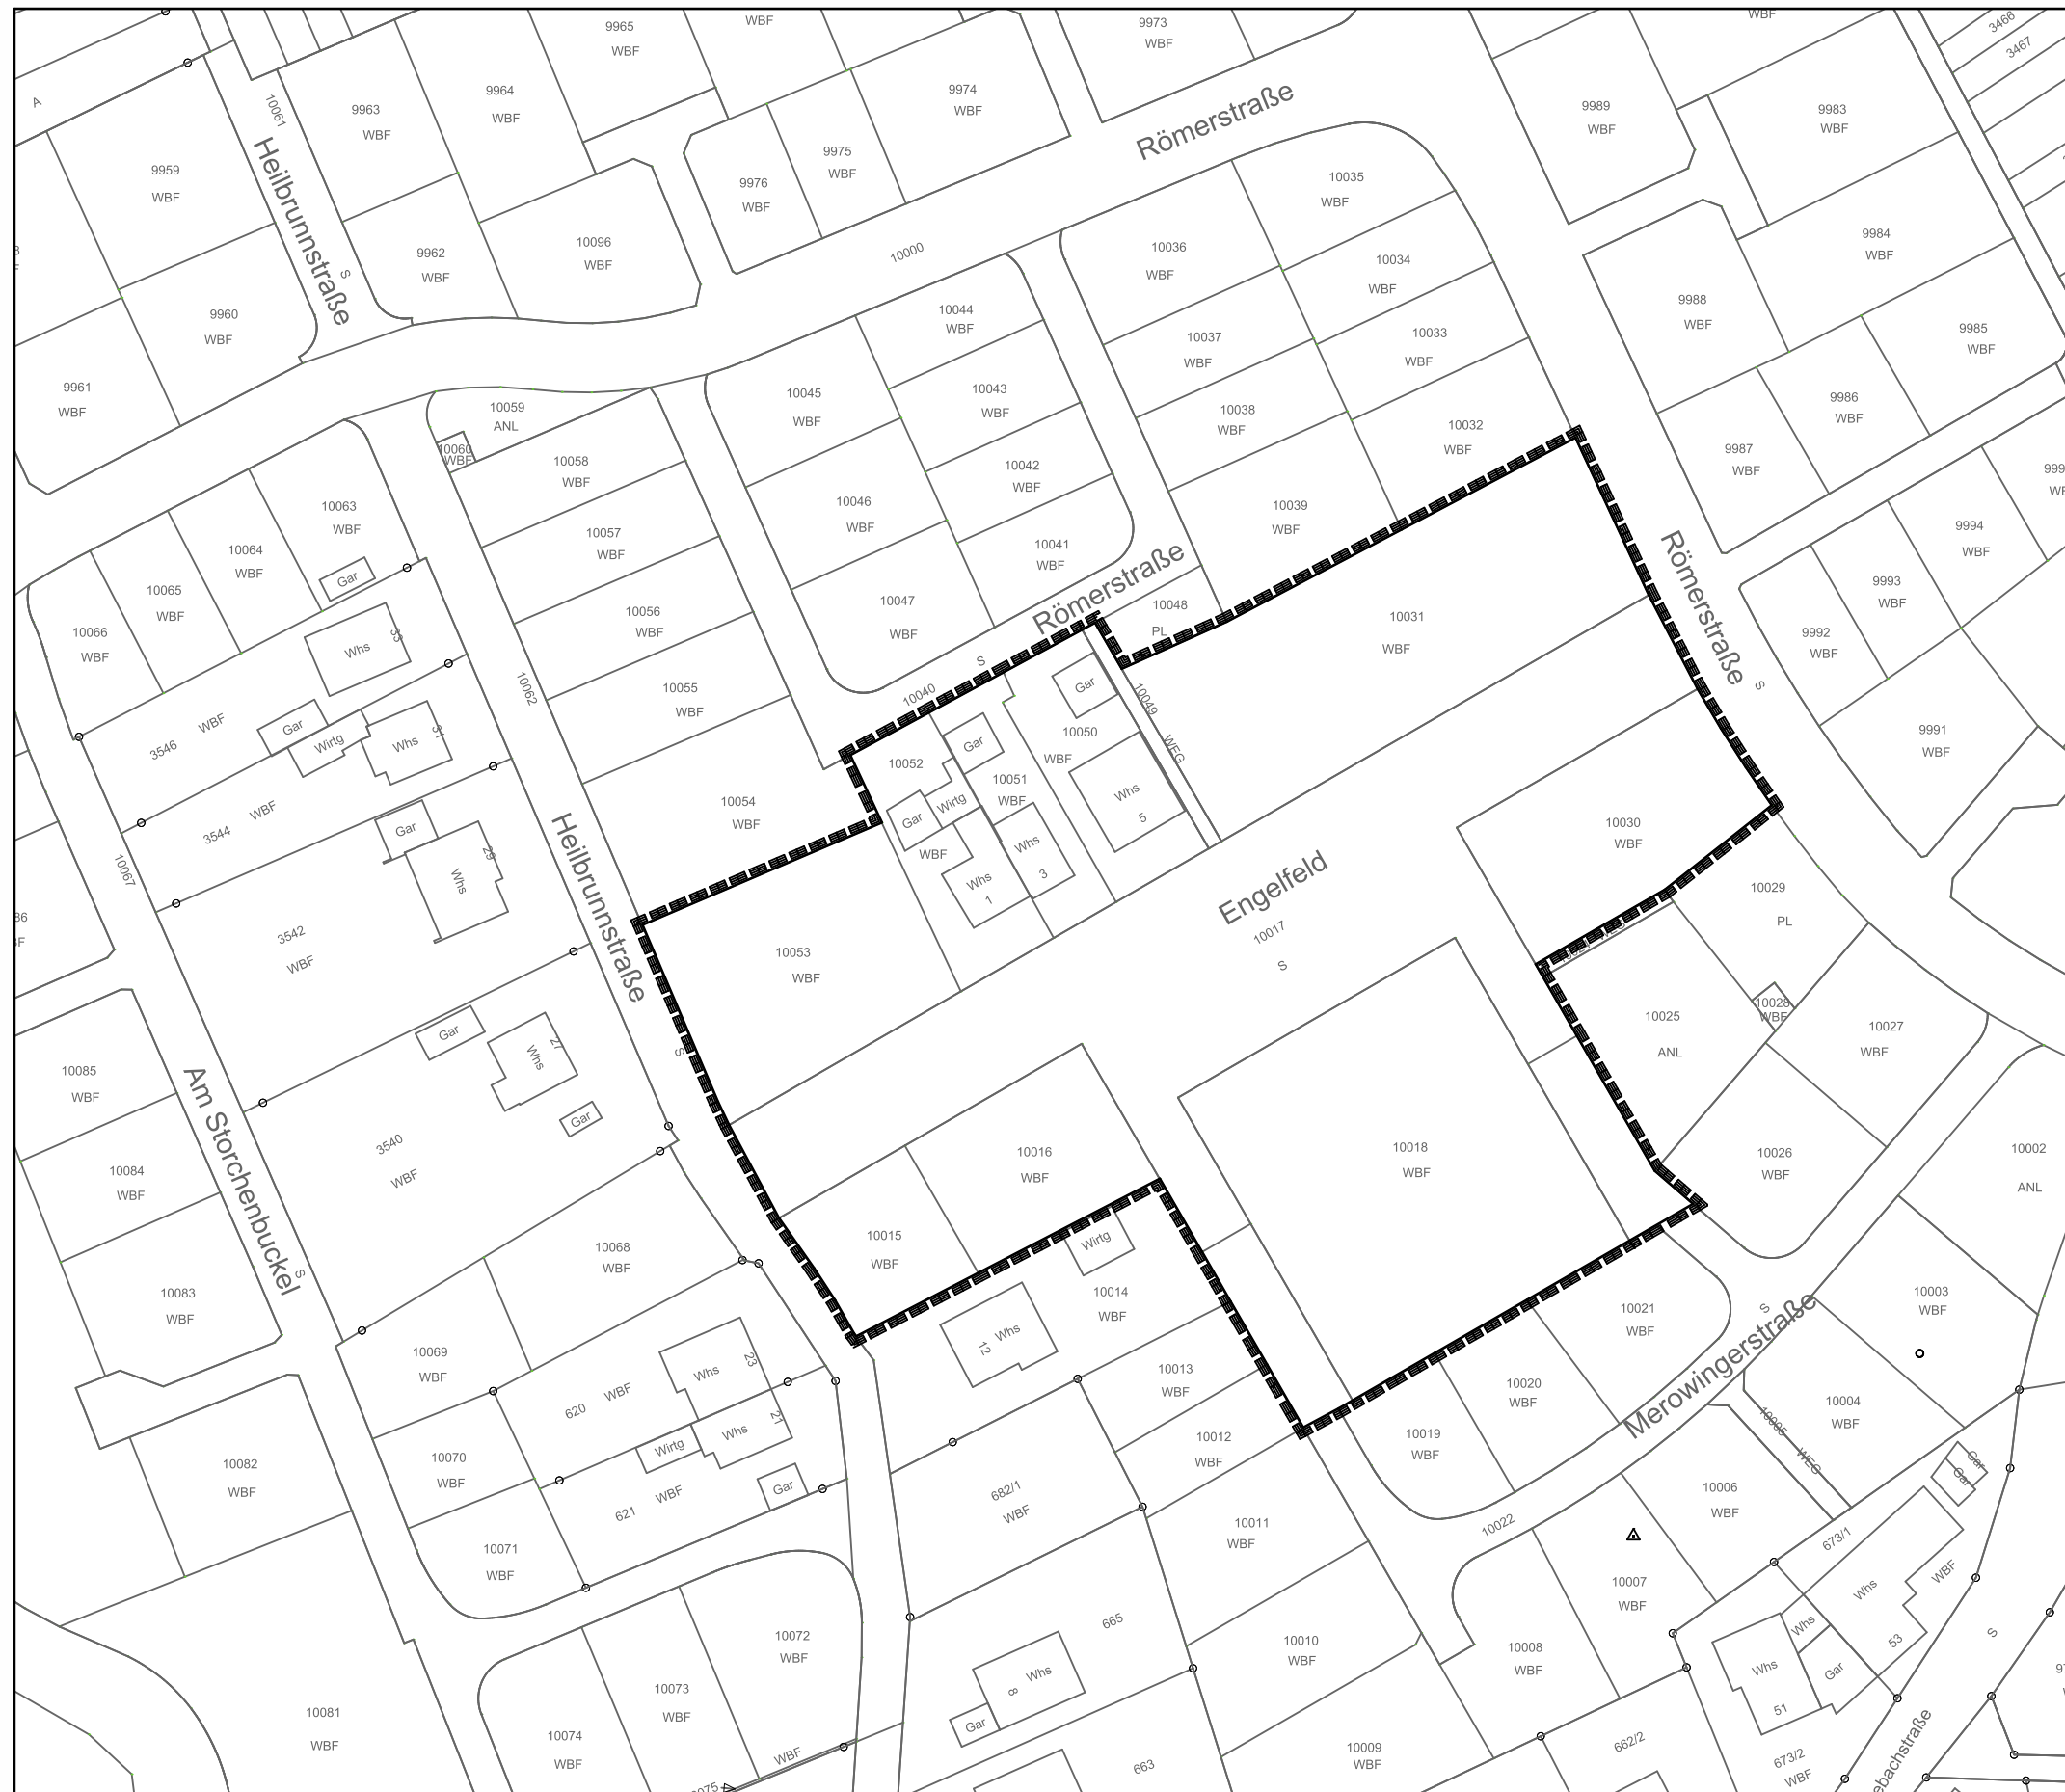 9965
WBF
WBF
9973
WBF
WBF
3466
3467
A
10061
9963
WBF
9964
WBF
9974
WBF
Römerstraße
9989
WBF
9983
WBF
9959
WBF
Heilbrunnstraße
S
9976
WBF
9975
WBF
10035
WBF
9962
WBF
10096
WBF
10000
10036
WBF
10034
WBF
9984
WBF
9960
WBF
10044
WBF
10037
WBF
10033
WBF
9988
WBF
9985
WBF
9961
WBF
10059
ANL
10060
WBF
10045
WBF
10043
WBF
10038
WBF
10032
WBF
9986
WBF
9987
WBF
10058
WBF
10042
WBF
10063
WBF
10064
WBF
10065
WBF
10066
WBF
Gar
10057
WBF
10046
WBF
10041
WBF
10039
WBF
9994
WBF
9993
WBF
9992
WBF
9991
WBF
Römerstraße
S
Römerstraße
S
10048
PL
10031
WBF
10056
WBF
10047
WBF
10055
WBF
10040
10049
WEG
Whs
33
3546
WBF
Gar
Wirtg
Whs
31
10062
10052
Gar
Gar
10050
WBF
10051
WBF
Whs
5
Gar
Wirtg
WBF
Whs
1
Whs
3
10054
WBF
3544
WBF
Gar
Whs
29
10067
Heilbrunnstraße
S
10030
WBF
10029
PL
WEG
Engelfeld
10017
S
3542
WBF
10053
WBF
10025
ANL
10028
WBF
10027
WBF
Gar
Whs
27
Gar
10085
WBF
Am Storchenbuckel
S
10084
WBF
10083
WBF
3540
WBF
10016
WBF
10015
WBF
10018
WBF
10026
WBF
10002
ANL
10068
WBF
Wirtg
10014
WBF
Whs
12
10021
WBF
10003
WBF
Merowingerstraße
S
10069
WBF
620
WBF
Whs
23
Whs
21
Wirtg
Gar
621
WBF
10013
WBF
10020
WBF
10019
WBF
10004
WBF
10005
WEG
10082
WBF
10070
WBF
10012
WBF
682/1
WBF
10006
WBF
Gar
Gar
10071
WBF
10011
WBF
10022
673/1
10007
WBF
Whs
WBF
53
Whs
Whs
51
Gar
S
10072
WBF
665
Whs
8
Gar
10010
WBF
10008
WBF
10081
WBF
10073
WBF
10074
WBF
WBF
663
10009
WBF
662/2
673/2
WBF